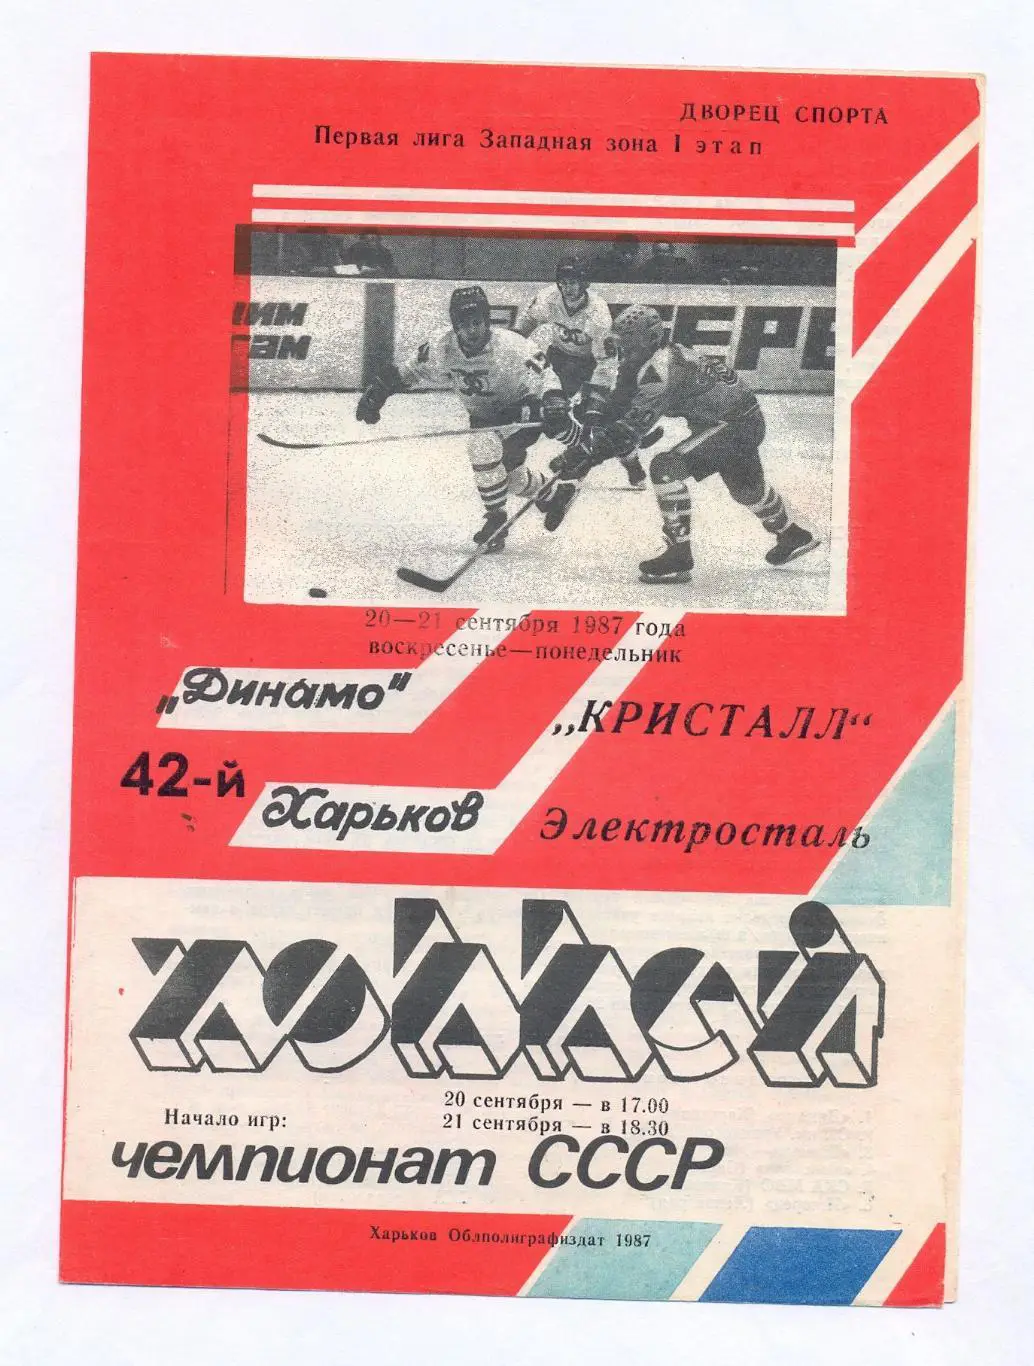 ДВОРЕЦ СПОРТА
Первая лига Западная зона I этап
20—21 сентября 1987 года
воскресенье—понедельник
„Динамо"
„КРИСТАЛЛ“
42-й
Харьков
Электросталь
хоккей
20 сентября — в 17.00
Начало игр:
21 сентября — в 18.30
чемпионат СССР
Харьков Облполиграфиздат 1987